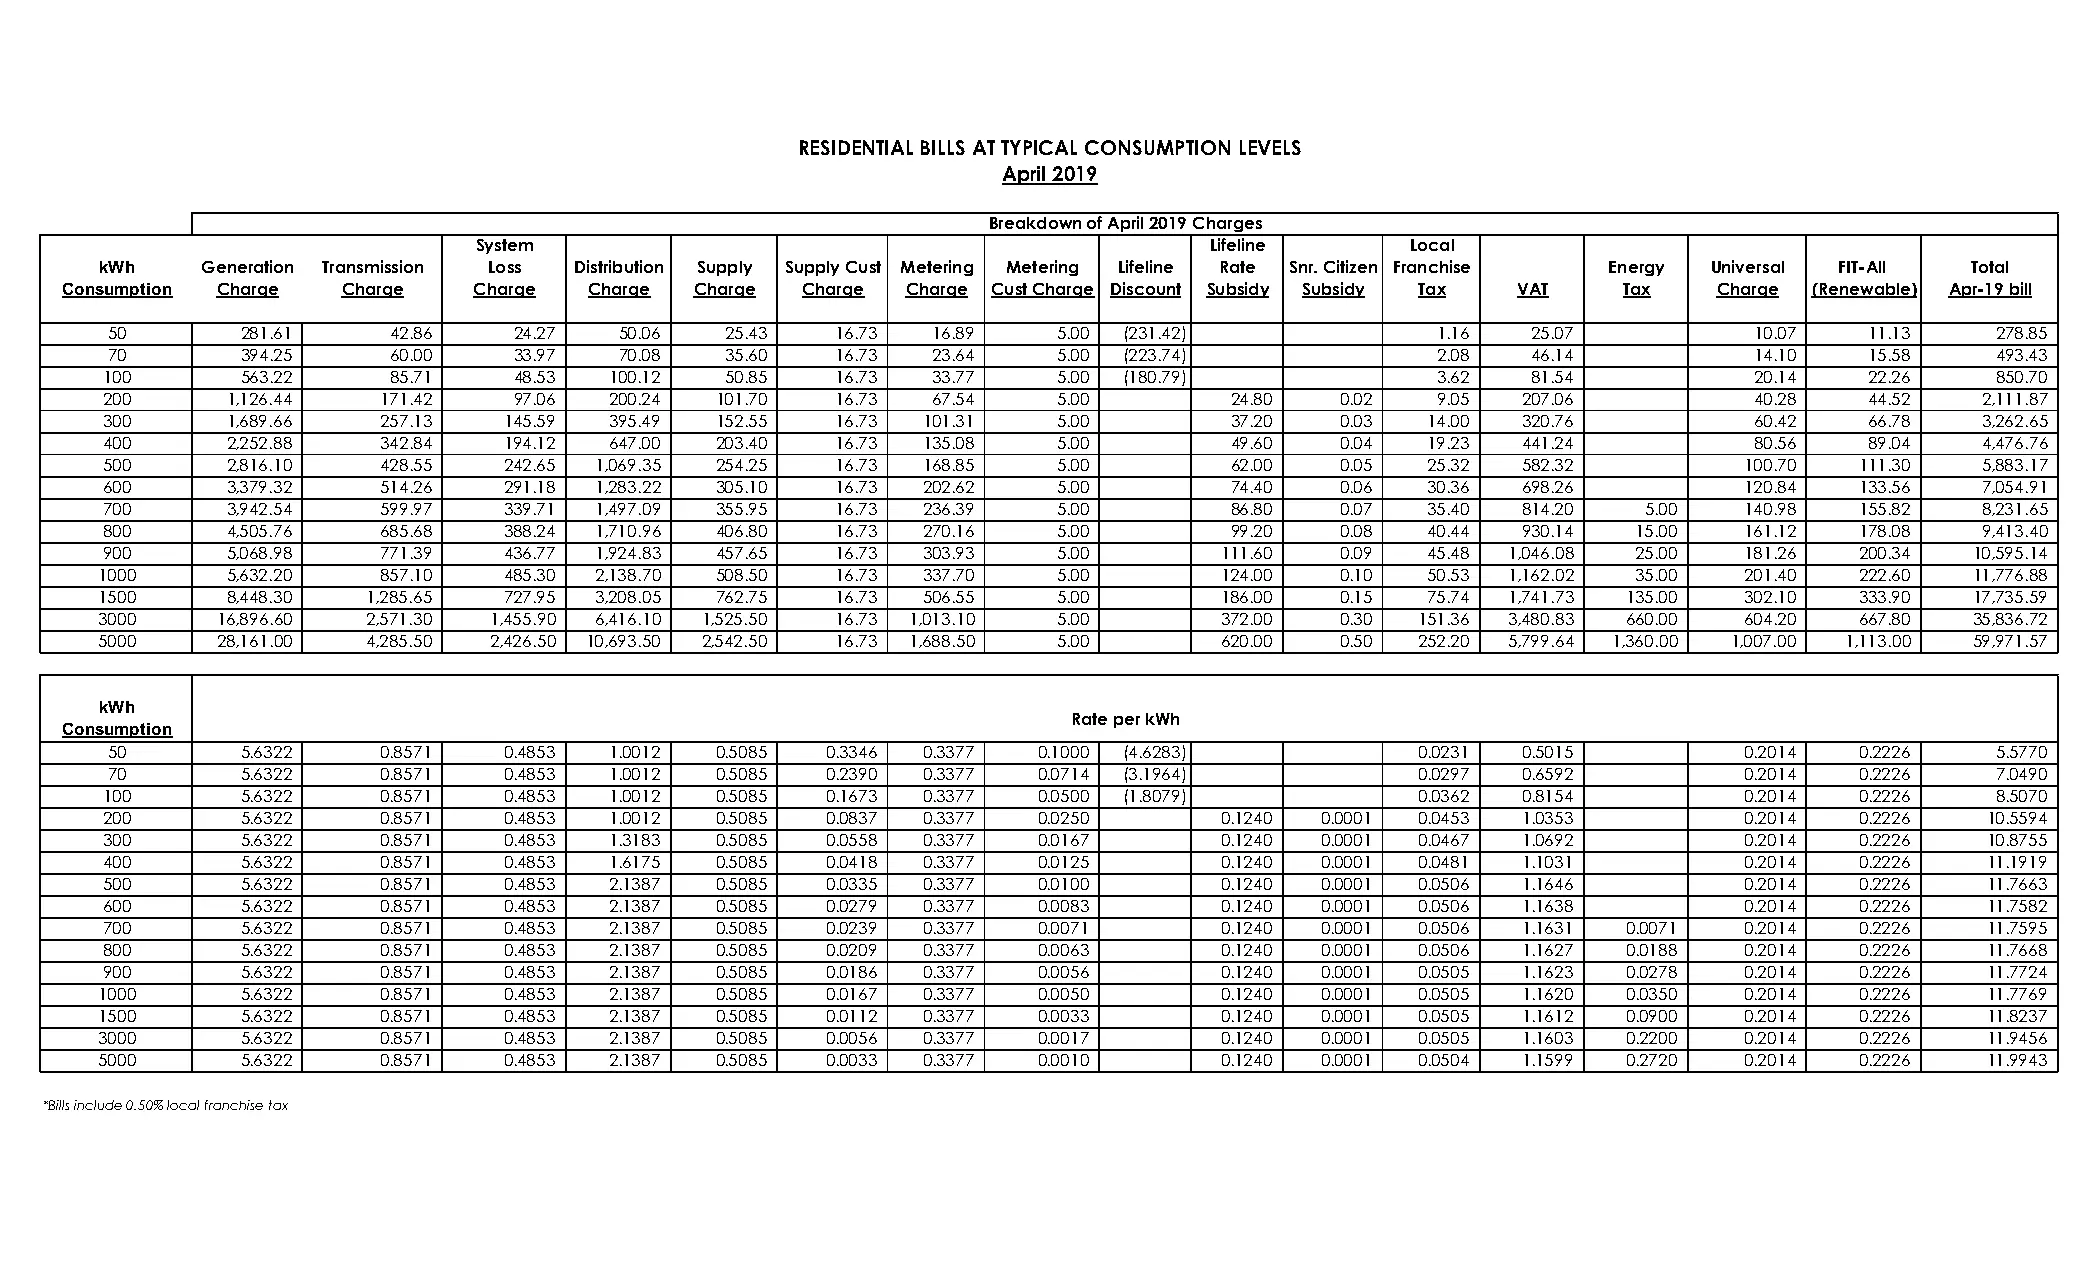 RESIDENTIAL BILLS AT TYPICAL CONSUMPTION LEVELS
April 2019
Breakdown of April 2019 Charges
System Lifeline Local
kWh Generation Transmission Loss Distribution Supply Supply Cust Metering Metering Lifeline Rate Snr. Citizen Franchise Energy Universal FIT-All Total
Consumption Charge Charge Charge Charge Charge Charge Charge Cust Charge Discount Subsidy Subsidy Tax VAT Tax Charge (Renewable) Apr-19 bill
50 281.61 42.86 24.27 50.06 25.43 16.73 16.89 5.00 (231.42) 1.16 25.07 10.07 11.13 278.85
70 394.25 60.00 33.97 70.08 35.60 16.73 23.64 5.00 (223.74) 2.08 46.14 14.10 15.58 493.43
100 563.22 85.71 48.53 100.12 50.85 16.73 33.77 5.00 (180.79) 3.62 81.54 20.14 22.26 850.70
200 1,126.44 171.42 97.06 200.24 101.70 16.73 67.54 5.00 24.80 0.02 9.05 207.06 40.28 44.52 2,111.87
300 1,689.66 257.13 145.59 395.49 152.55 16.73 101.31 5.00 37.20 0.03 14.00 320.76 60.42 66.78 3,262.65
400 2,252.88 342.84 194.12 647.00 203.40 16.73 135.08 5.00 49.60 0.04 19.23 441.24 80.56 89.04 4,476.76
500 2,816.10 428.55 242.65 1,069.35 254.25 16.73 168.85 5.00 62.00 0.05 25.32 582.32 100.70 111.30 5,883.17
600 3,379.32 514.26 291.18 1,283.22 305.10 16.73 202.62 5.00 74.40 0.06 30.36 698.26 120.84 133.56 7,054.91
700 3,942.54 599.97 339.71 1,497.09 355.95 16.73 236.39 5.00 86.80 0.07 35.40 814.20 5.00 140.98 155.82 8,231.65
800 4,505.76 685.68 388.24 1,710.96 406.80 16.73 270.16 5.00 99.20 0.08 40.44 930.14 15.00 161.12 178.08 9,413.40
900 5,068.98 771.39 436.77 1,924.83 457.65 16.73 303.93 5.00 111.60 0.09 45.48 1,046.08 25.00 181.26 200.34 10,595.14
1000 5,632.20 857.10 485.30 2,138.70 508.50 16.73 337.70 5.00 124.00 0.10 50.53 1,162.02 35.00 201.40 222.60 11,776.88
1500 8,448.30 1,285.65 727.95 3,208.05 762.75 16.73 506.55 5.00 186.00 0.15 75.74 1,741.73 135.00 302.10 333.90 17,735.59
3000 16,896.60 2,571.30 1,455.90 6,416.10 1,525.50 16.73 1,013.10 5.00 372.00 0.30 151.36 3,480.83 660.00 604.20 667.80 35,836.72
5000 28,161.00 4,285.50 2,426.50 10,693.50 2,542.50 16.73 1,688.50 5.00 620.00 0.50 252.20 5,799.64 1,360.00 1,007.00 1,113.00 59,971.57
kWh
Consumption
Rate per kWh
50 5.6322 0.8571 0.4853 1.0012 0.5085 0.3346 0.3377 0.1000 (4.6283) 0.0231 0.5015 0.2014 0.2226 5.5770
70 5.6322 0.8571 0.4853 1.0012 0.5085 0.2390 0.3377 0.0714 (3.1964) 0.0297 0.6592 0.2014 0.2226 7.0490
100 5.6322 0.8571 0.4853 1.0012 0.5085 0.1673 0.3377 0.0500 (1.8079) 0.0362 0.8154 0.2014 0.2226 8.5070
200 5.6322 0.8571 0.4853 1.0012 0.5085 0.0837 0.3377 0.0250 0.1240 0.0001 0.0453 1.0353 0.2014 0.2226 10.5594
300 5.6322 0.8571 0.4853 1.3183 0.5085 0.0558 0.3377 0.0167 0.1240 0.0001 0.0467 1.0692 0.2014 0.2226 10.8755
400 5.6322 0.8571 0.4853 1.6175 0.5085 0.0418 0.3377 0.0125 0.1240 0.0001 0.0481 1.1031 0.2014 0.2226 11.1919
500 5.6322 0.8571 0.4853 2.1387 0.5085 0.0335 0.3377 0.0100 0.1240 0.0001 0.0506 1.1646 0.2014 0.2226 11.7663
600 5.6322 0.8571 0.4853 2.1387 0.5085 0.0279 0.3377 0.0083 0.1240 0.0001 0.0506 1.1638 0.2014 0.2226 11.7582
700 5.6322 0.8571 0.4853 2.1387 0.5085 0.0239 0.3377 0.0071 0.1240 0.0001 0.0506 1.1631 0.0071 0.2014 0.2226 11.7595
800 5.6322 0.8571 0.4853 2.1387 0.5085 0.0209 0.3377 0.0063 0.1240 0.0001 0.0506 1.1627 0.0188 0.2014 0.2226 11.7668
900 5.6322 0.8571 0.4853 2.1387 0.5085 0.0186 0.3377 0.0056 0.1240 0.0001 0.0505 1.1623 0.0278 0.2014 0.2226 11.7724
1000 5.6322 0.8571 0.4853 2.1387 0.5085 0.0167 0.3377 0.0050 0.1240 0.0001 0.0505 1.1620 0.0350 0.2014 0.2226 11.7769
1500 5.6322 0.8571 0.4853 2.1387 0.5085 0.0112 0.3377 0.0033 0.1240 0.0001 0.0505 1.1612 0.0900 0.2014 0.2226 11.8237
3000 5.6322 0.8571 0.4853 2.1387 0.5085 0.0056 0.3377 0.0017 0.1240 0.0001 0.0505 1.1603 0.2200 0.2014 0.2226 11.9456
5000 5.6322 0.8571 0.4853 2.1387 0.5085 0.0033 0.3377 0.0010 0.1240 0.0001 0.0504 1.1599 0.2720 0.2014 0.2226 11.9943
*Bills include 0.50% local franchise tax